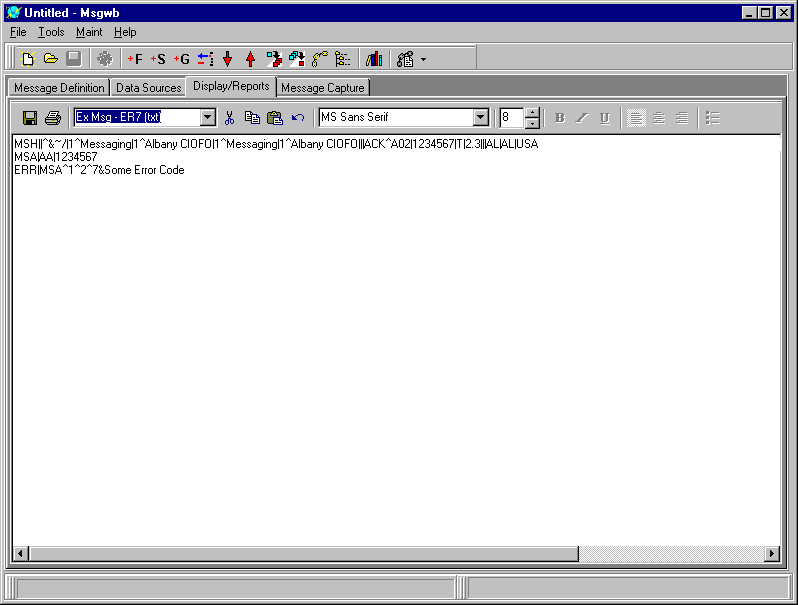 Untitled - Msgwb
File Tools Maint Help
+F +S +G
Message Definition Data Sources Display/Reports Message Capture
Ex Msg - ER7 (txt) MS Sans Serif 8 B I U
MSH||^&~/|1^Messaging|1^Albany CIOFO|1^Messaging|1^Albany CIOFO|||ACK^A02|1234567|T|2.3|||AL|AL|USA
MSA|AA|1234567
ERR|MSA^1^2^7&Some Error Code